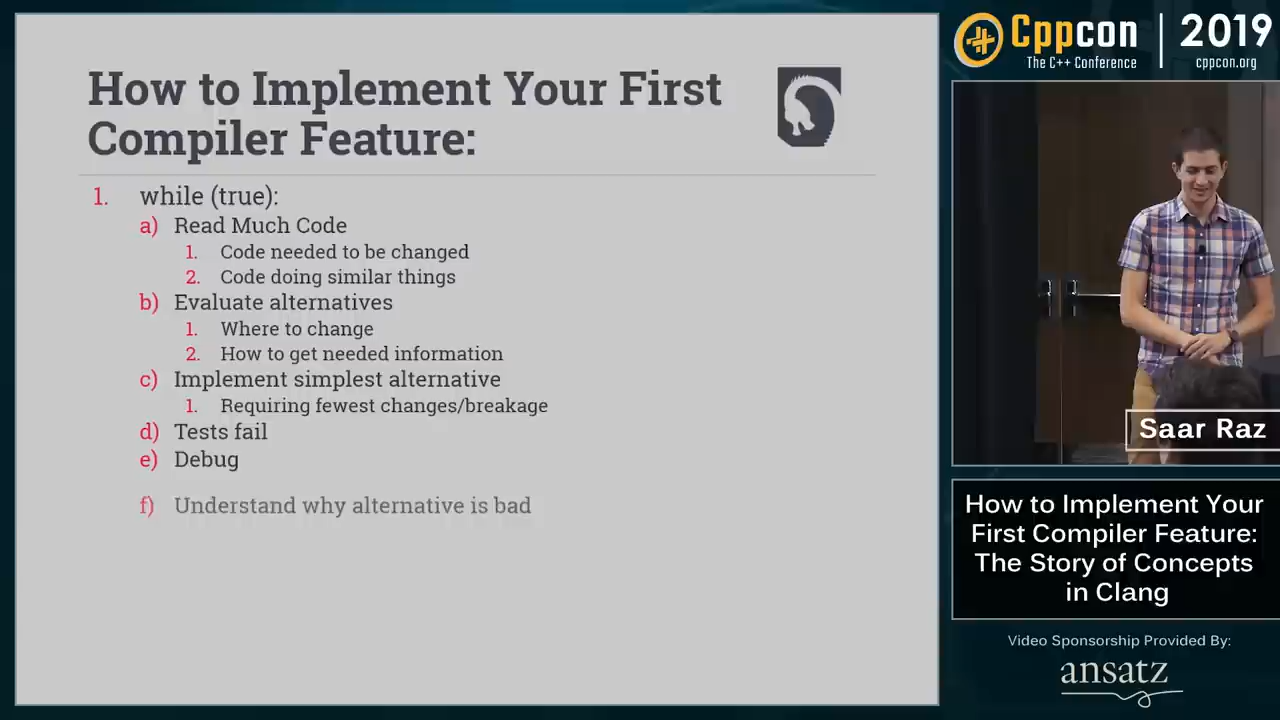 How to Implement Your First
Compiler Feature:
1. while (true):
a) Read Much Code
1. Code needed to be changed
2. Code doing similar things
b) Evaluate alternatives
1. Where to change
2. How to get needed information
c) Implement simplest alternative
1. Requiring fewest changes/breakage
d) Tests fail
e) Debug
f) Understand why alternative is bad
Cppcon | 2019
The C++ Conference cppcon.org
Saar Raz
How to Implement Your
First Compiler Feature:
The Story of Concepts
in Clang
Video Sponsorship Provided By:
ansatz